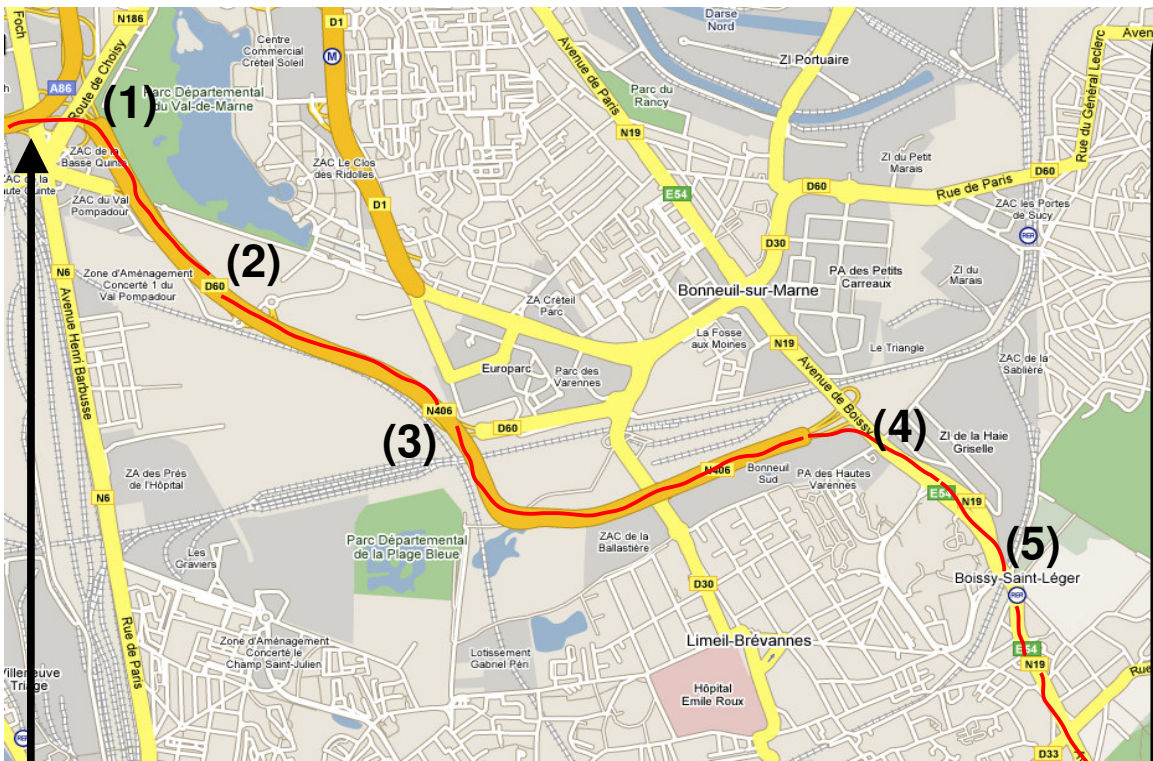 Foch
N186
A86
Route de Choisy
(1)
Parc Départemental
du Val-de-Marne
Centre
Commercial
Créteil Soleil
D1
M
Darse
Nord
ZI Portuaire
Avenue de Paris
Parc du
Rancy
N19
Rue du Général Leclerc
ZAC de la
Basse Quinte
ZAC du Val
Pompadour
ZAC Le Clos
des Ridolles
D1
E54
ZI du Petit
Marais
D60
Rue de Paris
D60
ZAC les Portes
de Sucy
RER
D30
N6
Zone d'Aménagement
Concerté 1 du
Val Pompadour
(2)
D60
PA des Petits
Carreaux
ZI du
Marais
Bonneuil-sur-Marne
ZA Créteil
Parc
La Fosse
aux Moines
N19
Le Triangle
ZAC de la
Sablière
Avenue Henri Barbusse
Europarc
Parc des
Varennes
Avenue de Boissy
N406
D60
(3)
(4)
ZI de la Haie
Griselle
ZA des Prés
de l'Hôpital
N6
N406
Bonneuil
Sud
PA des Hautes
Varennes
E54
N19
Parc Départemental
de la Plage Bleue
ZAC de la
Ballastière
(5)
Les
Graviers
D30
Boissy-Saint-Léger
RER
Rue de Paris
Zone d'Aménagement
Concerté le
Champ Saint-Julien
Lotissement
Gabriel Péri
Limeil-Brévannes
E54
N19
Hôpital
Emile Roux
Triage
RER
D33